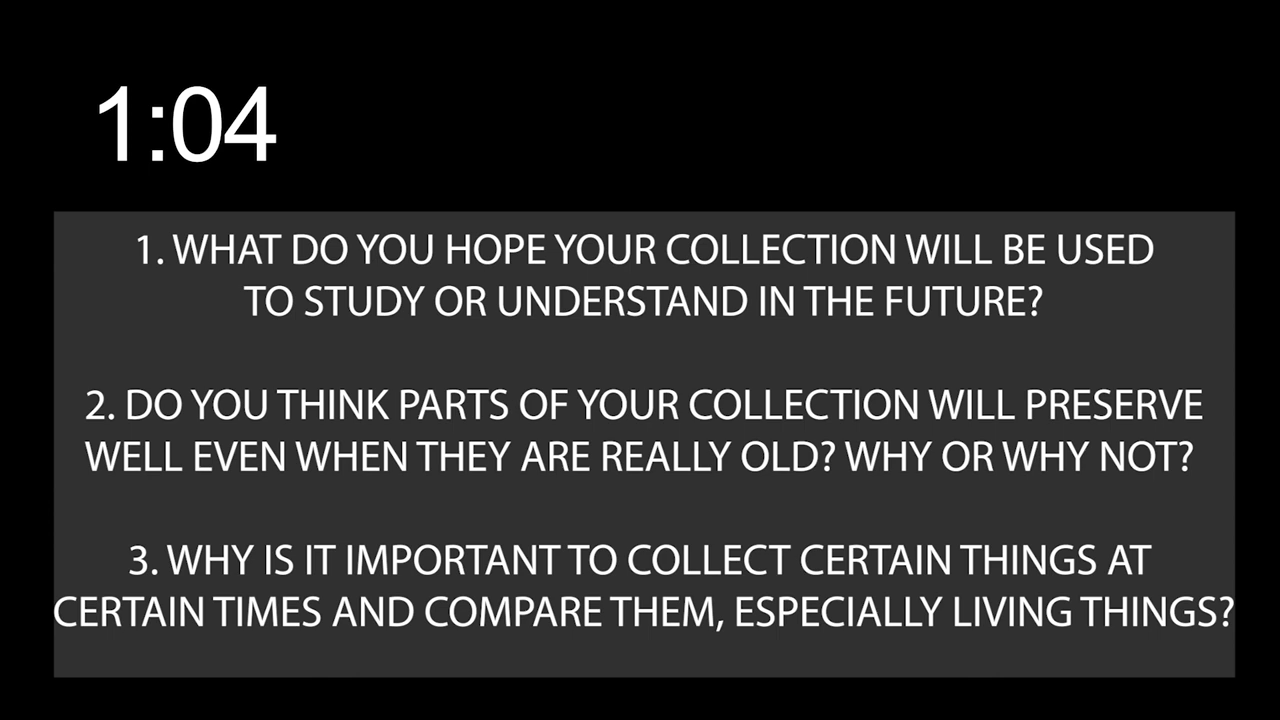 1:04
1. WHAT DO YOU HOPE YOUR COLLECTION WILL BE USED
TO STUDY OR UNDERSTAND IN THE FUTURE?
2. DO YOU THINK PARTS OF YOUR COLLECTION WILL PRESERVE
WELL EVEN WHEN THEY ARE REALLY OLD? WHY OR WHY NOT?
3. WHY IS IT IMPORTANT TO COLLECT CERTAIN THINGS AT
CERTAIN TIMES AND COMPARE THEM, ESPECIALLY LIVING THINGS?